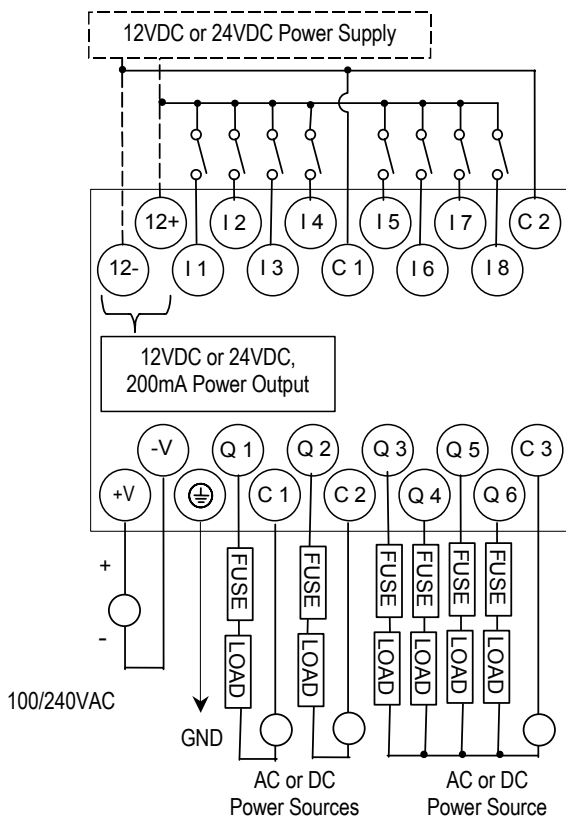 12VDC or 24VDC Power Supply
12+
I 2
I 4
I 5
I 7
C 2
12-
I 1
I 3
C 1
I 6
I 8
12VDC or 24VDC,
200mA Power Output
-V
Q 1
Q 2
Q 3
Q 5
C 3
+V
C 1
C 2
Q 4
Q 6
+
-
FUSE
FUSE
FUSE
FUSE
FUSE
FUSE
LOAD
LOAD
LOAD
LOAD
LOAD
LOAD
100/240VAC
GND
AC or DC
Power Sources
AC or DC
Power Source